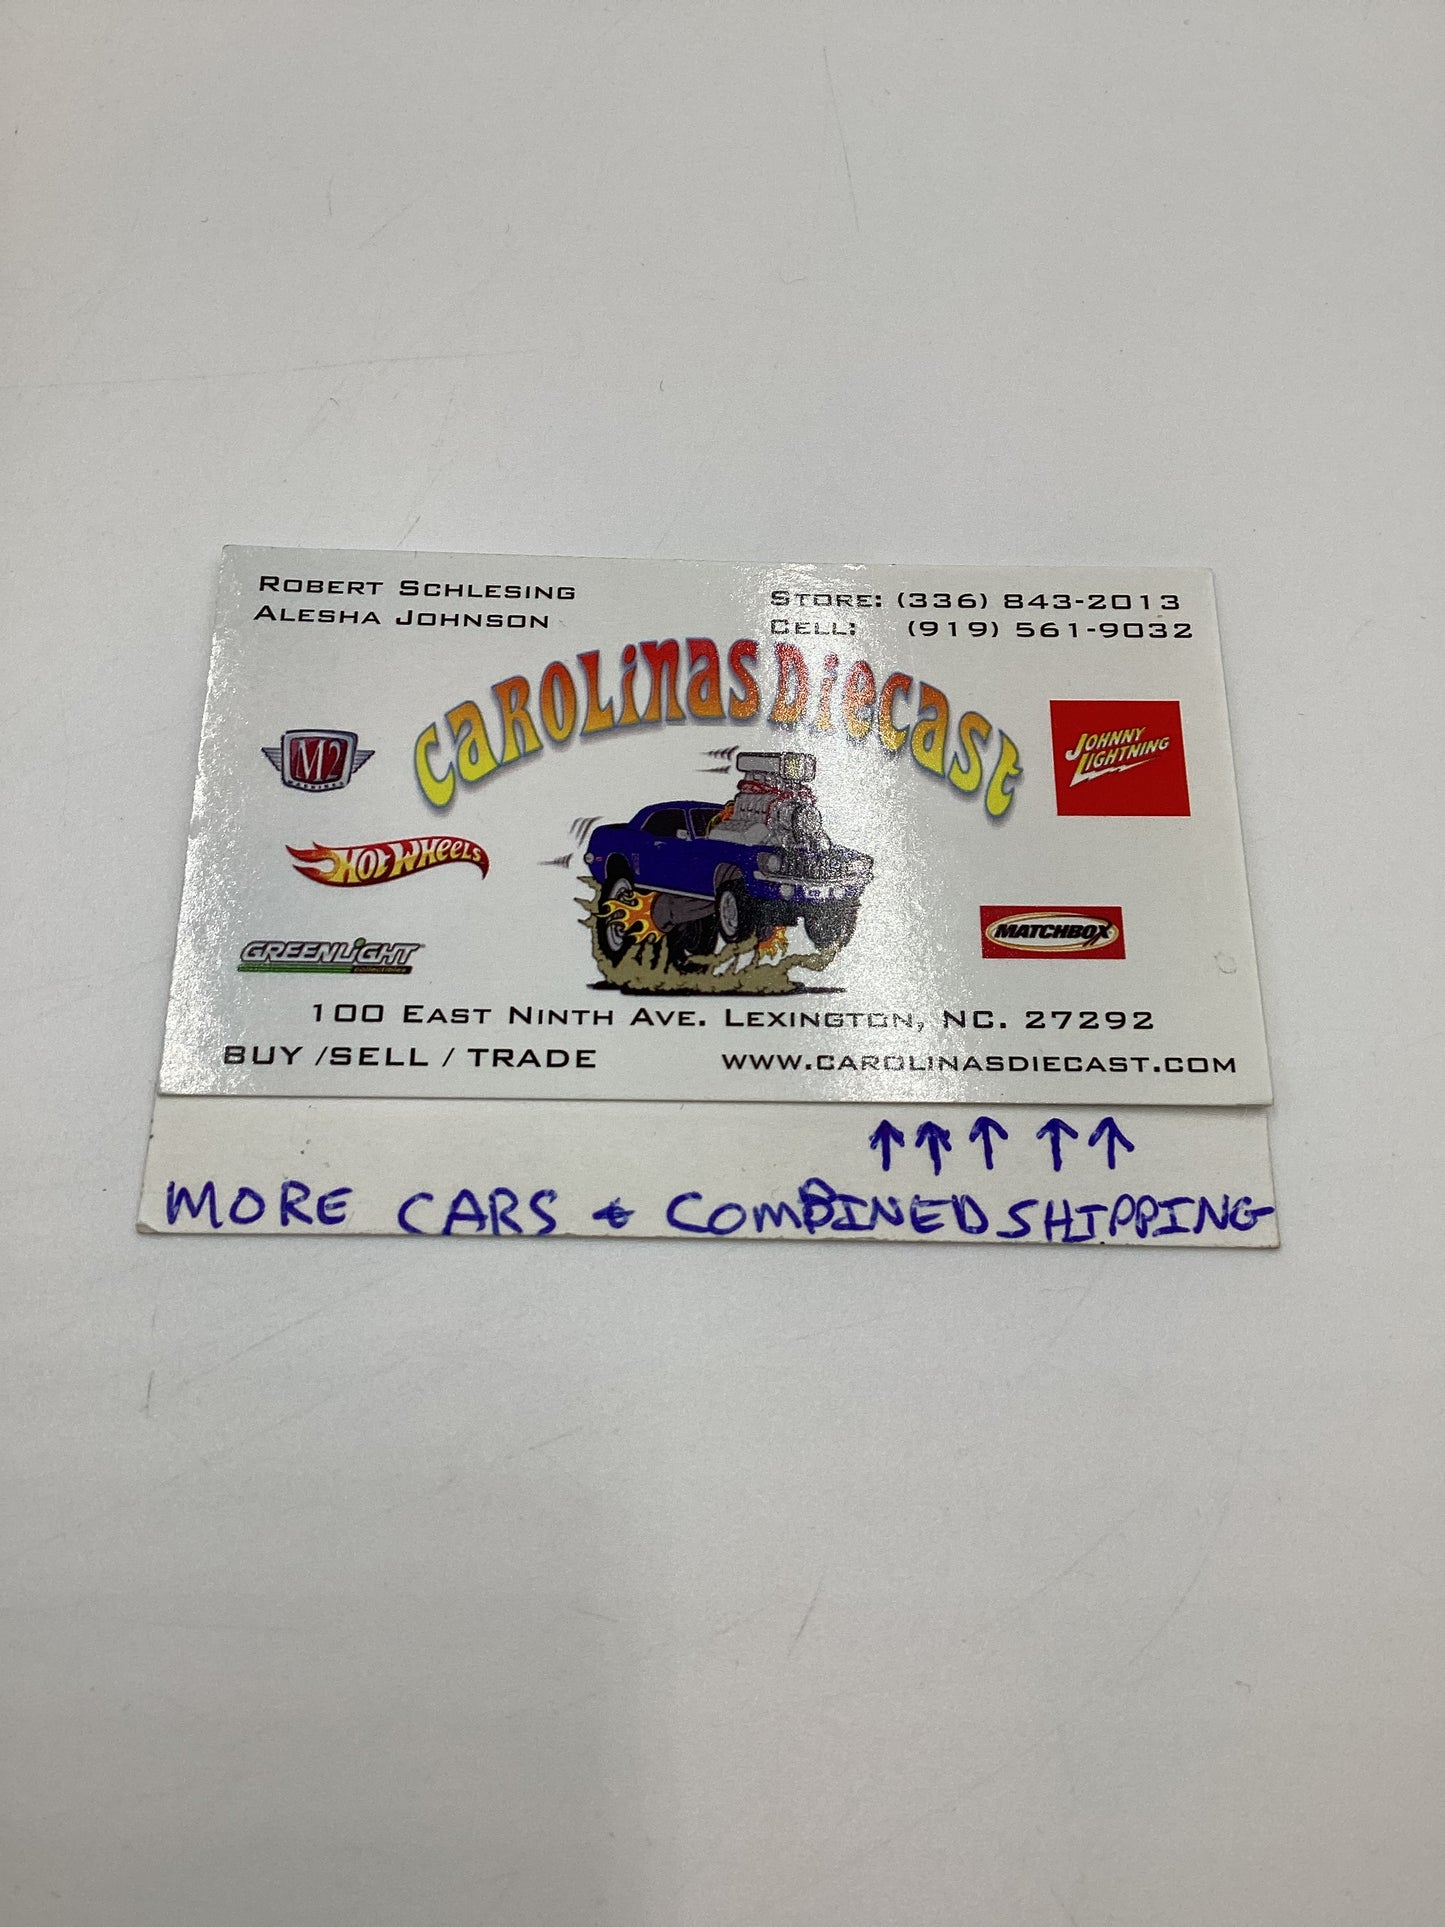 ROBERT SCHLESING
ALESHA JOHNSON
STORE: (336) 843-2013
CELL: (919) 561-9032
CAROLINAS DIECAST
M2
MACHINES
JOHNNY
LIGHTNING
HOT WHEELS
MATCHBOX
GREENLIGHT
collectibles
100 EAST NINTH AVE. LEXINGTON, NC. 27292
BUY /SELL / TRADE
WWW.CAROLINASDIECAST.COM
↑ ↑ ↑ ↑ ↑
MORE CARS & COMBINED SHIPPING